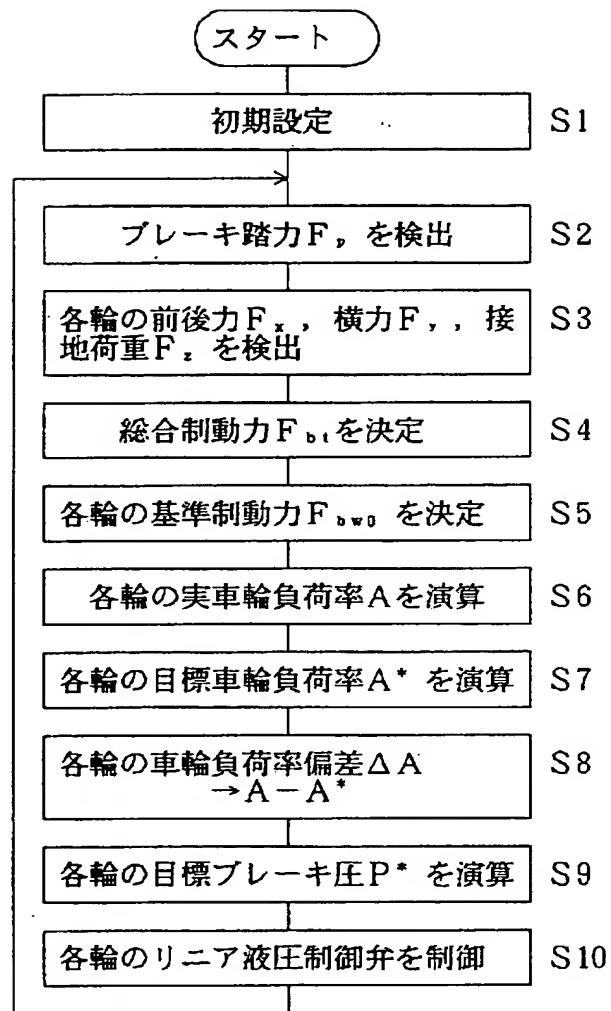 スタート
初期設定 S1
ブレーキ踏力Fpを検出 S2
各輪の前後力Fx，横力Fy，接 S3
地荷重Fzを検出
総合制動力Fbtを決定 S4
各輪の基準制動力Fbw0を決定 S5
各輪の実車輪負荷率Aを演算 S6
各輪の目標車輪負荷率A*を演算 S7
各輪の車輪負荷率偏差ΔA S8
→A－A*
各輪の目標ブレーキ圧P*を演算 S9
各輪のリニア液圧制御弁を制御 S10